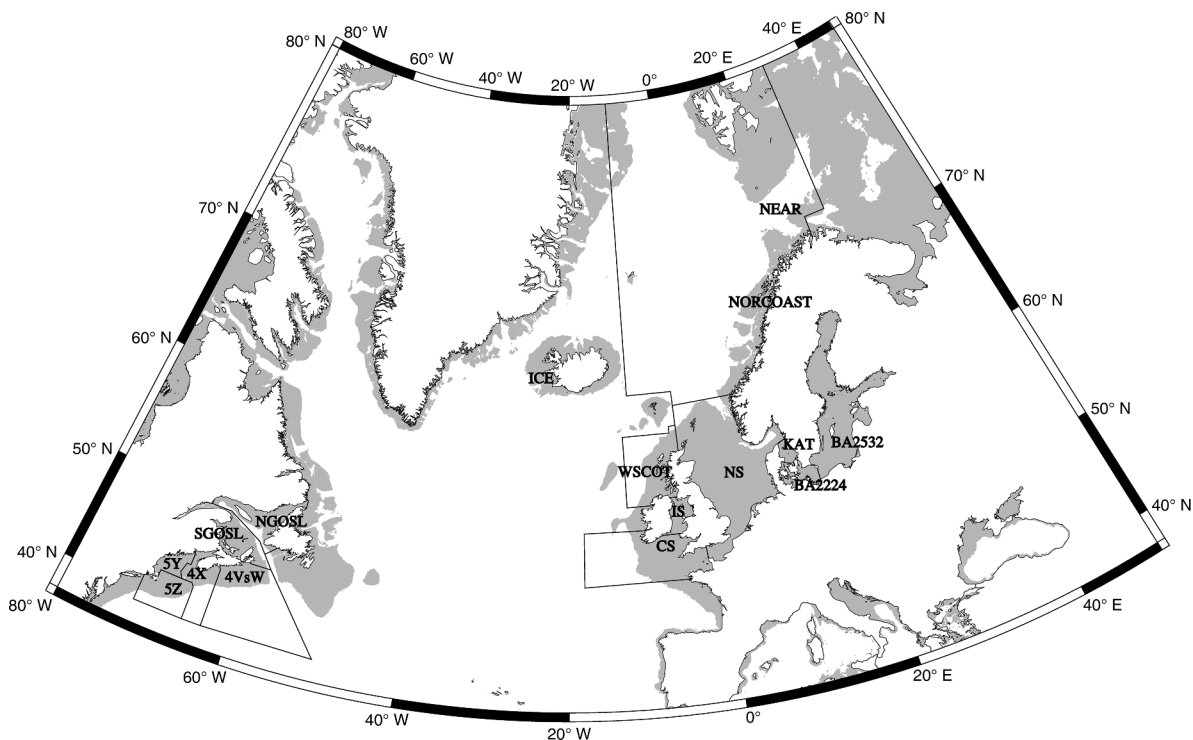 80° N
80° W
60° W
40° W
20° W
0°
20° E
40° E
80° N
70° N
70° N
NEAR
NORCOAST
60° N
60° N
ICE
50° N
50° N
KAT
BA2532
WSCOT
NS
BA2224
IS
NGOSL
SGOSL
CS
40° N
40° N
5Y
4X
4VsW
5Z
80° W
40° E
60° W
20° E
40° W
0°
20° W